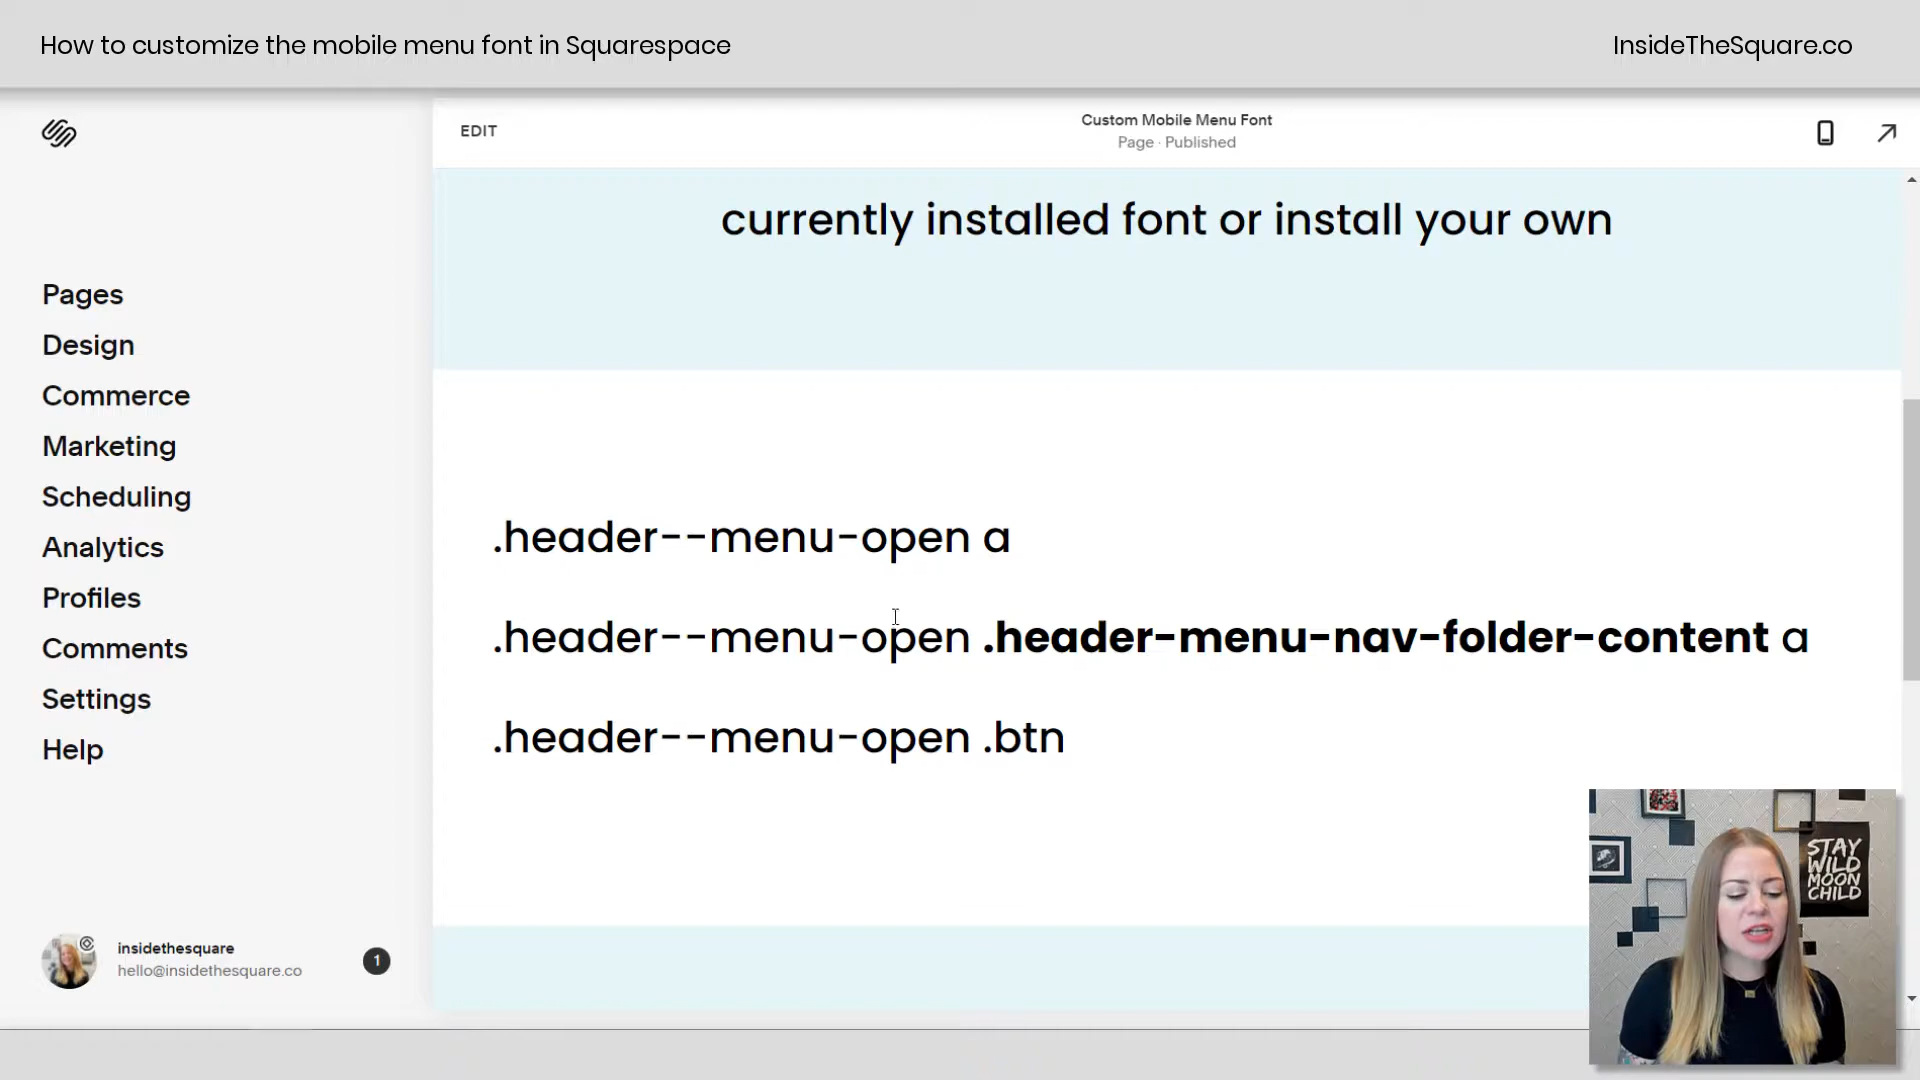 How to customize the mobile menu font in Squarespace
InsideTheSquare.co
EDIT
Custom Mobile Menu Font
Page · Published
currently installed font or install your own
Pages
Design
Commerce
Marketing
Scheduling
Analytics
Profiles
Comments
Settings
Help
.header--menu-open a
.header--menu-open .header-menu-nav-folder-content a
.header--menu-open .btn
insidethesquare
hello@insidethesquare.co
1
STAY
WILD
MOON
CHILD